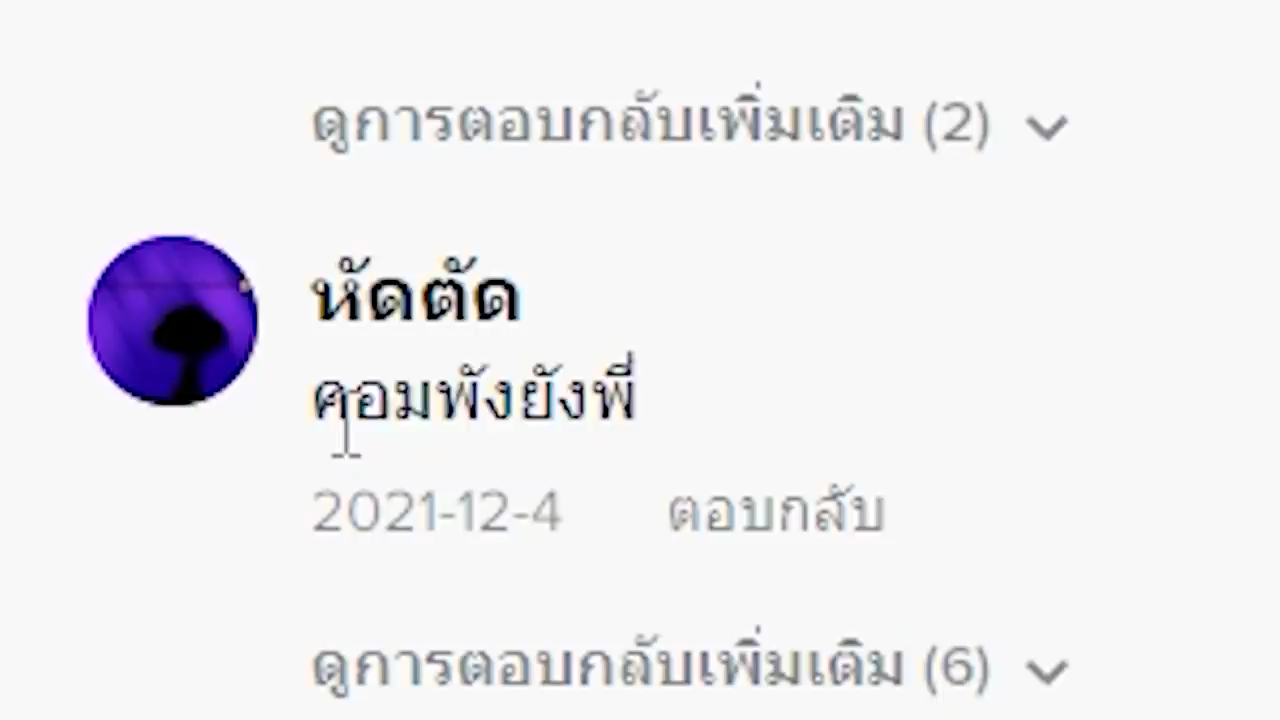 ดูการตอบกลับเพิ่มเติม (2)
หัดตัด
คอมพังยังพี่
2021-12-4 ตอบกลับ
ดูการตอบกลับเพิ่มเติม (6)